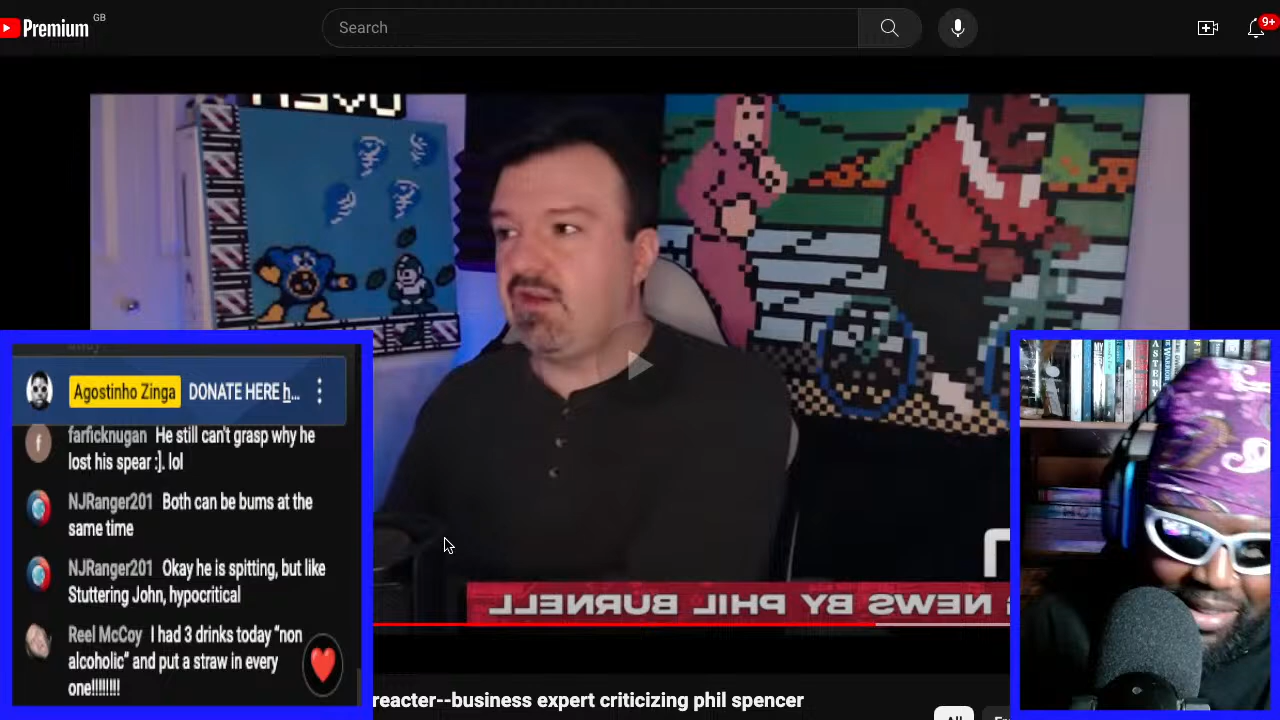 Premium GB
Search
9+
Agostinho Zinga DONATE HERE h...
farficknugan He still can't grasp why he
lost his spear :]. lol
NJRanger201 Both can be bums at the
same time
NJRanger201 Okay he is spitting, but like
Stuttering John, hypocritical
Reel McCoy I had 3 drinks today “non
alcoholic” and put a straw in every
one!!!!!!!!
NEWS BY PHIL BURNELL
reacter--business expert criticizing phil spencer
All